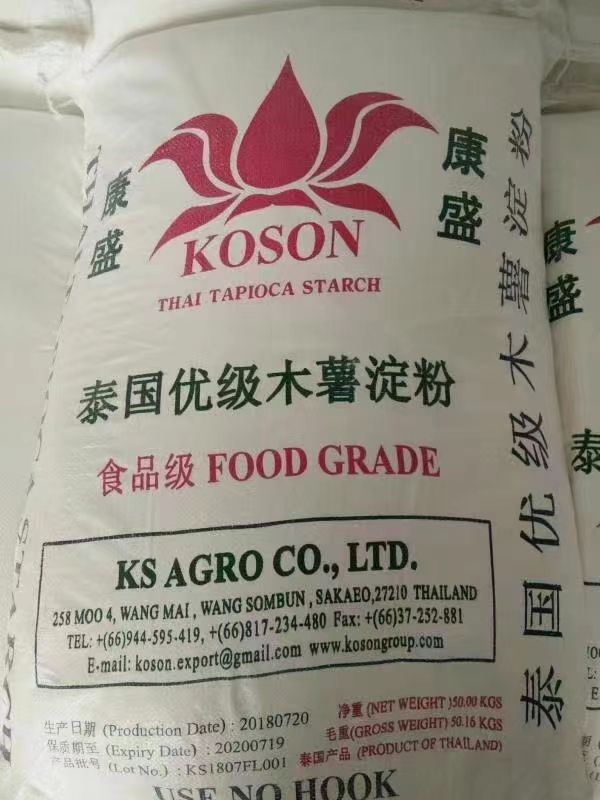 康盛
康盛
KOSON
THAI TAPIOCA STARCH
泰国优级木薯淀粉
食品级 FOOD GRADE
KS AGRO CO., LTD.
258 MOO 4, WANG MAI , WANG SOMBUN , SAKAEO,27210 THAILAND
TEL: +(66)944-595-419, +(66)817-234-480 Fax: +(66)37-252-881
E-mail: koson.export@gmail.com www.kosongroup.com
生产日期 (Production Date) : 20180720
保质期至 (Expiry Date) : 20200719
产品批号 (Lot No.) : KS1807FL001
净重 (NET WEIGHT )50.00 KGS
毛重(GROSS WEIGHT) 50.16 KGS
泰国产品 (PRODUCT OF THAILAND)
USE NO HOOK
泰国优级木薯淀粉
康盛
泰